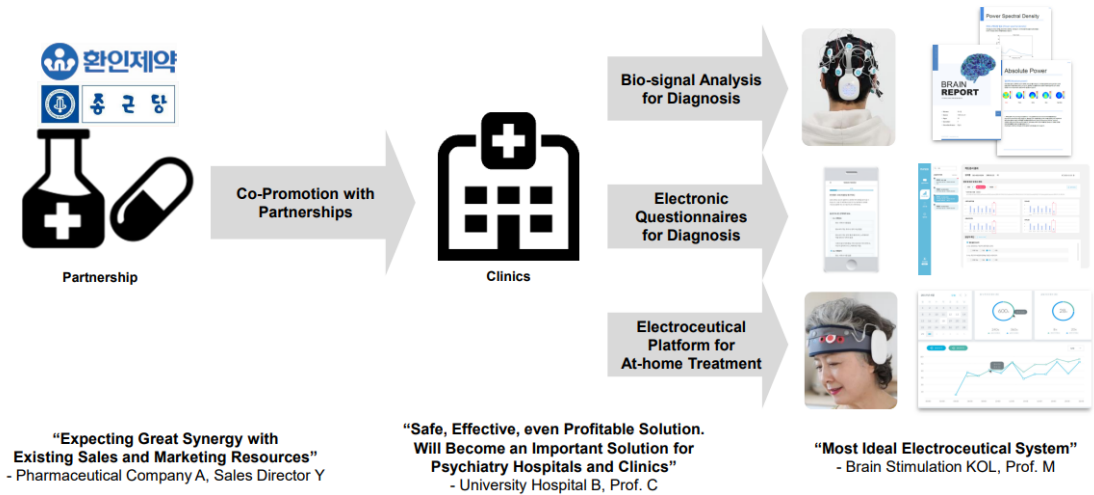 환인제약
종근당
Partnership
Co-Promotion with
Partnerships
Clinics
Bio-signal Analysis
for Diagnosis
Power Spectral Density
BRAIN
REPORT
Absolute Power
Electronic
Questionnaires
for Diagnosis
Electroceutical
Platform for
At-home Treatment
“Expecting Great Synergy with
Existing Sales and Marketing Resources”
- Pharmaceutical Company A, Sales Director Y
“Safe, Effective, even Profitable Solution.
Will Become an Important Solution for
Psychiatry Hospitals and Clinics”
- University Hospital B, Prof. C
“Most Ideal Electroceutical System”
- Brain Stimulation KOL, Prof. M